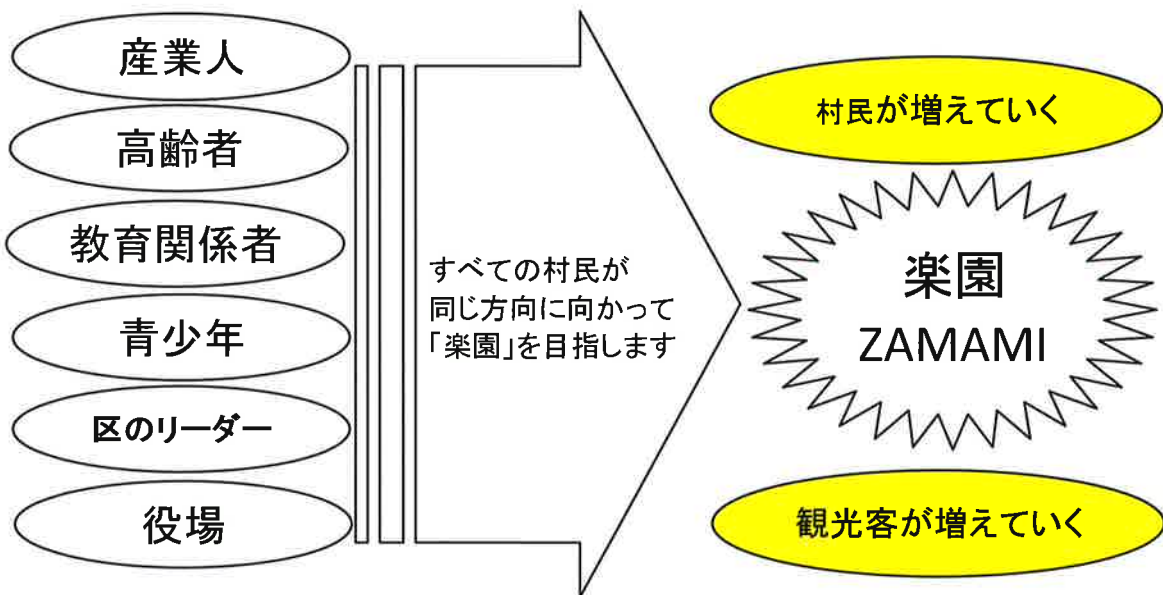 産業人
高齢者
教育関係者
青少年
区のリーダー
役場
すべての村民が
同じ方向に向かって
「楽園」を目指します
村民が増えていく
楽園
ZAMAMI
観光客が増えていく